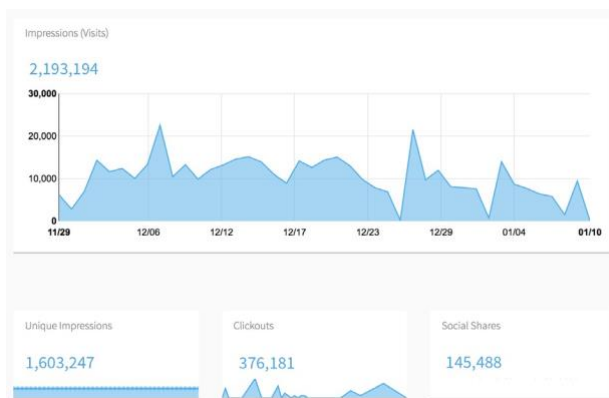 Impressions (Visits)
2,193,194
30,000
20,000
10,000
0
11/29 12/06 12/12 12/17 12/23 12/29 01/04 01/10
Unique Impressions Clickouts Social Shares
1,603,247 376,181 145,488